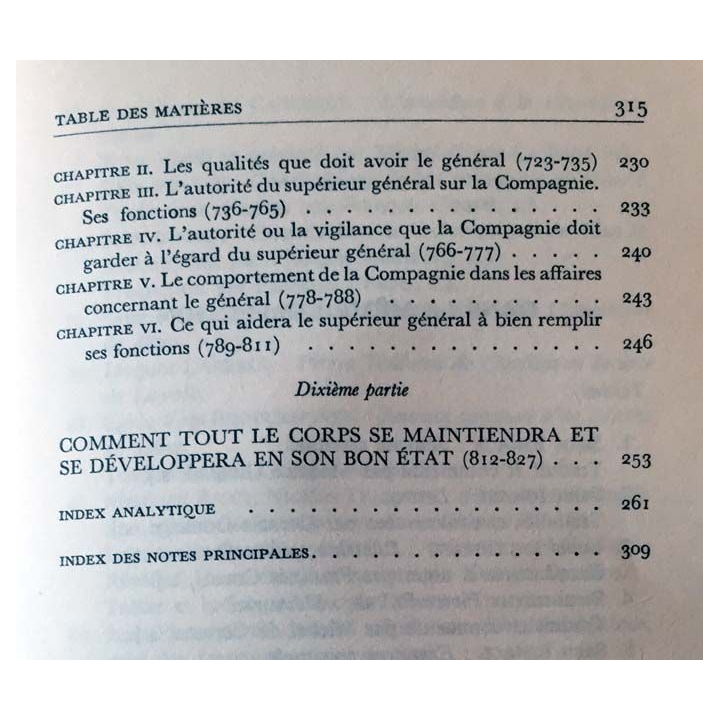 TABLE DES MATIÈRES 315
CHAPITRE II. Les qualités que doit avoir le général (723-735) 230
CHAPITRE III. L'autorité du supérieur général sur la Compagnie.
Ses fonctions (736-765) . . . . . . . . . . . . . . 233
CHAPITRE IV. L'autorité ou la vigilance que la Compagnie doit
garder à l'égard du supérieur général (766-777) . . . . . 240
CHAPITRE V. Le comportement de la Compagnie dans les affaires
concernant le général (778-788) . . . . . . . . . . 243
CHAPITRE VI. Ce qui aidera le supérieur général à bien remplir
ses fonctions (789-811) . . . . . . . . . . . . . . 246
Dixième partie
COMMENT TOUT LE CORPS SE MAINTIENDRA ET
SE DÉVELOPPERA EN SON BON ÉTAT (812-827) . . . 253
INDEX ANALYTIQUE . . . . . . . . . . . . . . . . . 261
INDEX DES NOTES PRINCIPALES. . . . . . . . . . . . . . 309